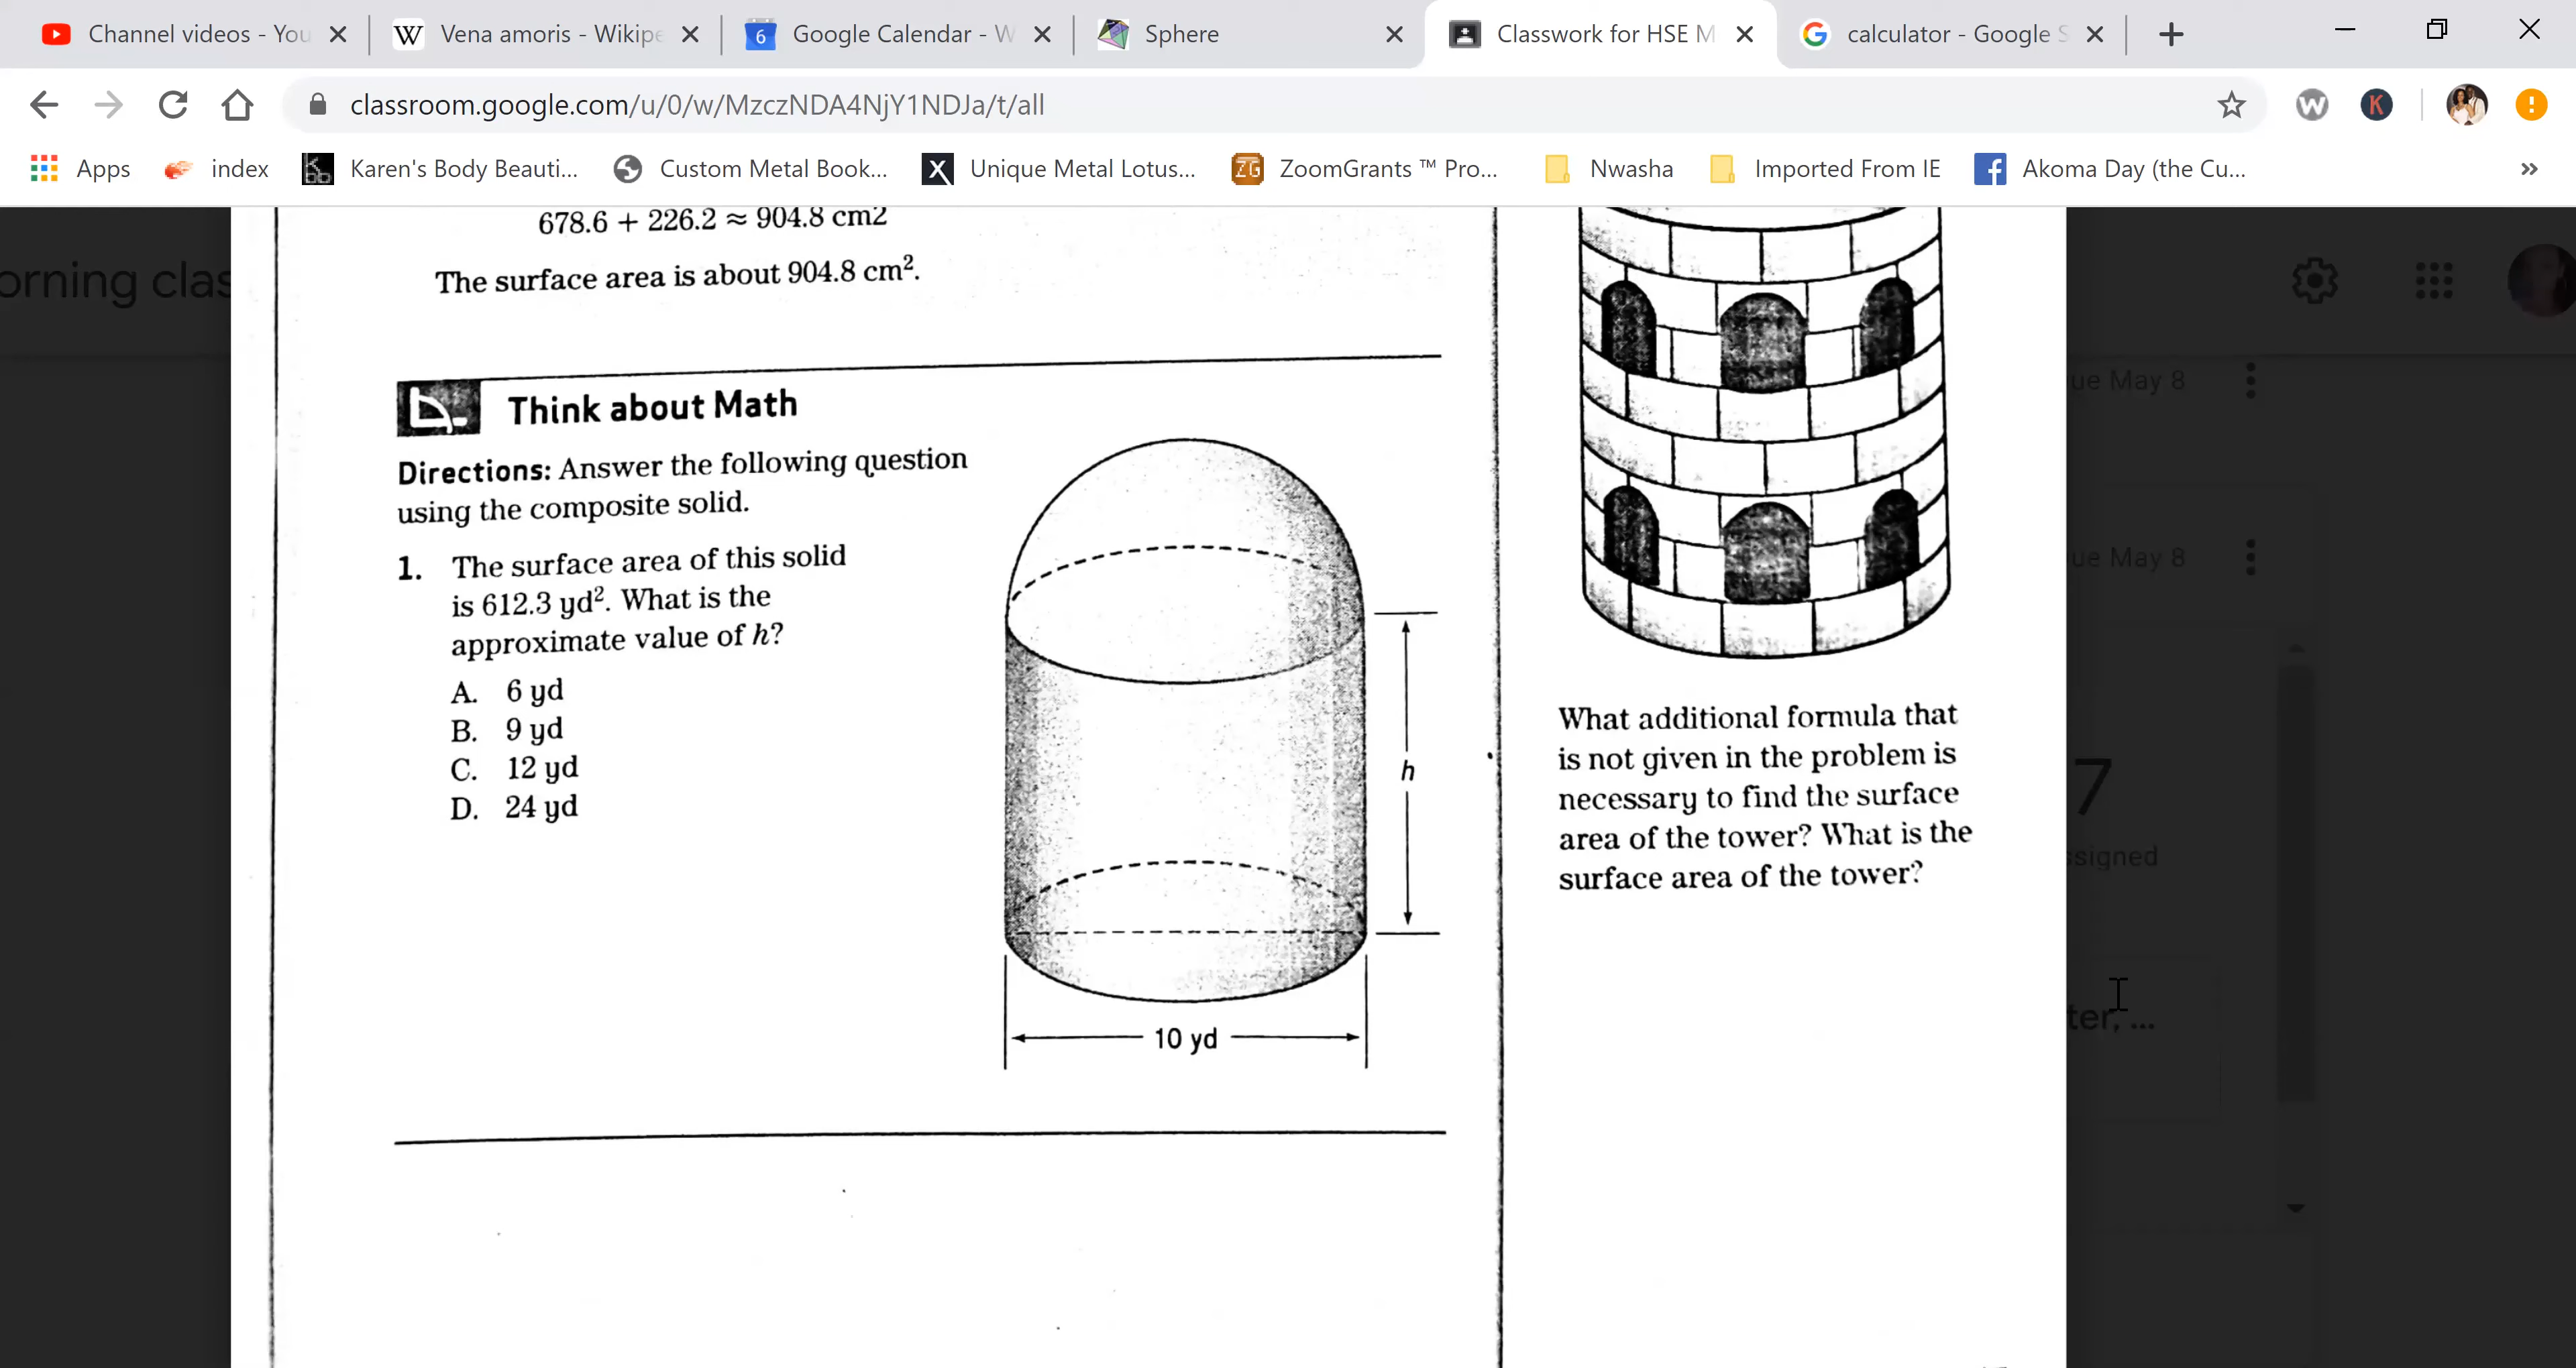 Channel videos - You
Vena amoris - Wikipe
6
Google Calendar - W
Sphere
Classwork for HSE M
calculator - Google S
classroom.google.com/u/0/w/MzczNDA4NjY1NDJa/t/all
Apps
index
Karen's Body Beauti...
Custom Metal Book...
Unique Metal Lotus...
ZG
ZoomGrants ™ Pro...
Nwasha
Imported From IE
Akoma Day (the Cu...
»
678.6 + 226.2 ≈ 904.8 cm2
The surface area is about 904.8 cm².
orning clas
Think about Math
Directions: Answer the following question
using the composite solid.
1. The surface area of this solid
is 612.3 yd². What is the
approximate value of h?
A. 6 yd
B. 9 yd
C. 12 yd
D. 24 yd
h
10 yd
What additional formula that
is not given in the problem is
necessary to find the surface
area of the tower? What is the
surface area of the tower?
ue May 8
ue May 8
7
ssigned
ter, ...